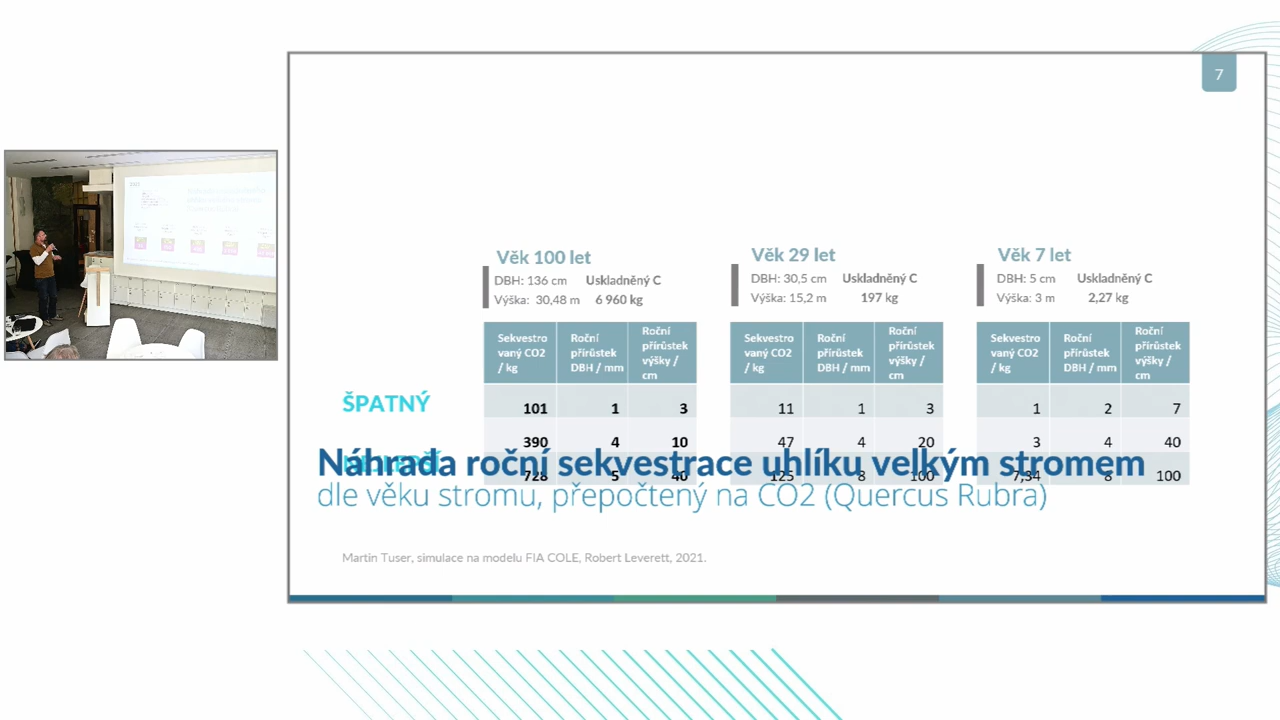 7
Věk 100 let
DBH: 136 cm Uskladněný C
Výška: 30,48 m 6 960 kg
Věk 29 let
DBH: 30,5 cm Uskladněný C
Výška: 15,2 m 197 kg
Věk 7 let
DBH: 5 cm Uskladněný C
Výška: 3 m 2,27 kg
Sekvestro
vaný CO2
/ kg
Roční
přírůstek
DBH / mm
Roční
přírůstek
výšky /
cm
Sekvestro
vaný CO2
/ kg
Roční
přírůstek
DBH / mm
Roční
přírůstek
výšky /
cm
Sekvestro
vaný CO2
/ kg
Roční
přírůstek
DBH / mm
Roční
přírůstek
výšky /
cm
ŠPATNÝ
101 1 3 11 1 3 1 2 7
390 4 10 47 4 20 3 4 40
728 5 40 125 8 100 7,34 8 100
Náhrada roční sekvestrace uhlíku velkým stromem
dle věku stromu, přepočtený na CO2 (Quercus Rubra)
Martin Tuser, simulace na modelu FIA COLE, Robert Leverett, 2021.